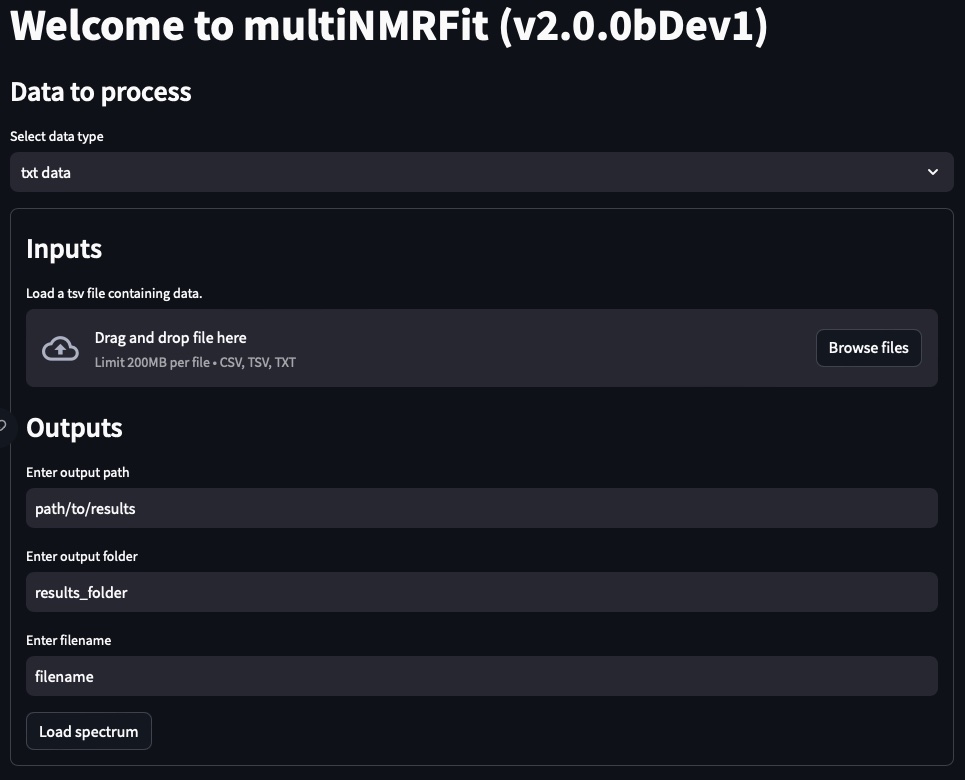 Welcome to multiNMRFit (v2.0.0bDev1)
Data to process
Select data type
txt data
Inputs
Load a tsv file containing data.
Drag and drop file here
Limit 200MB per file • CSV, TSV, TXT
Browse files
Outputs
Enter output path
path/to/results
Enter output folder
results_folder
Enter filename
filename
Load spectrum